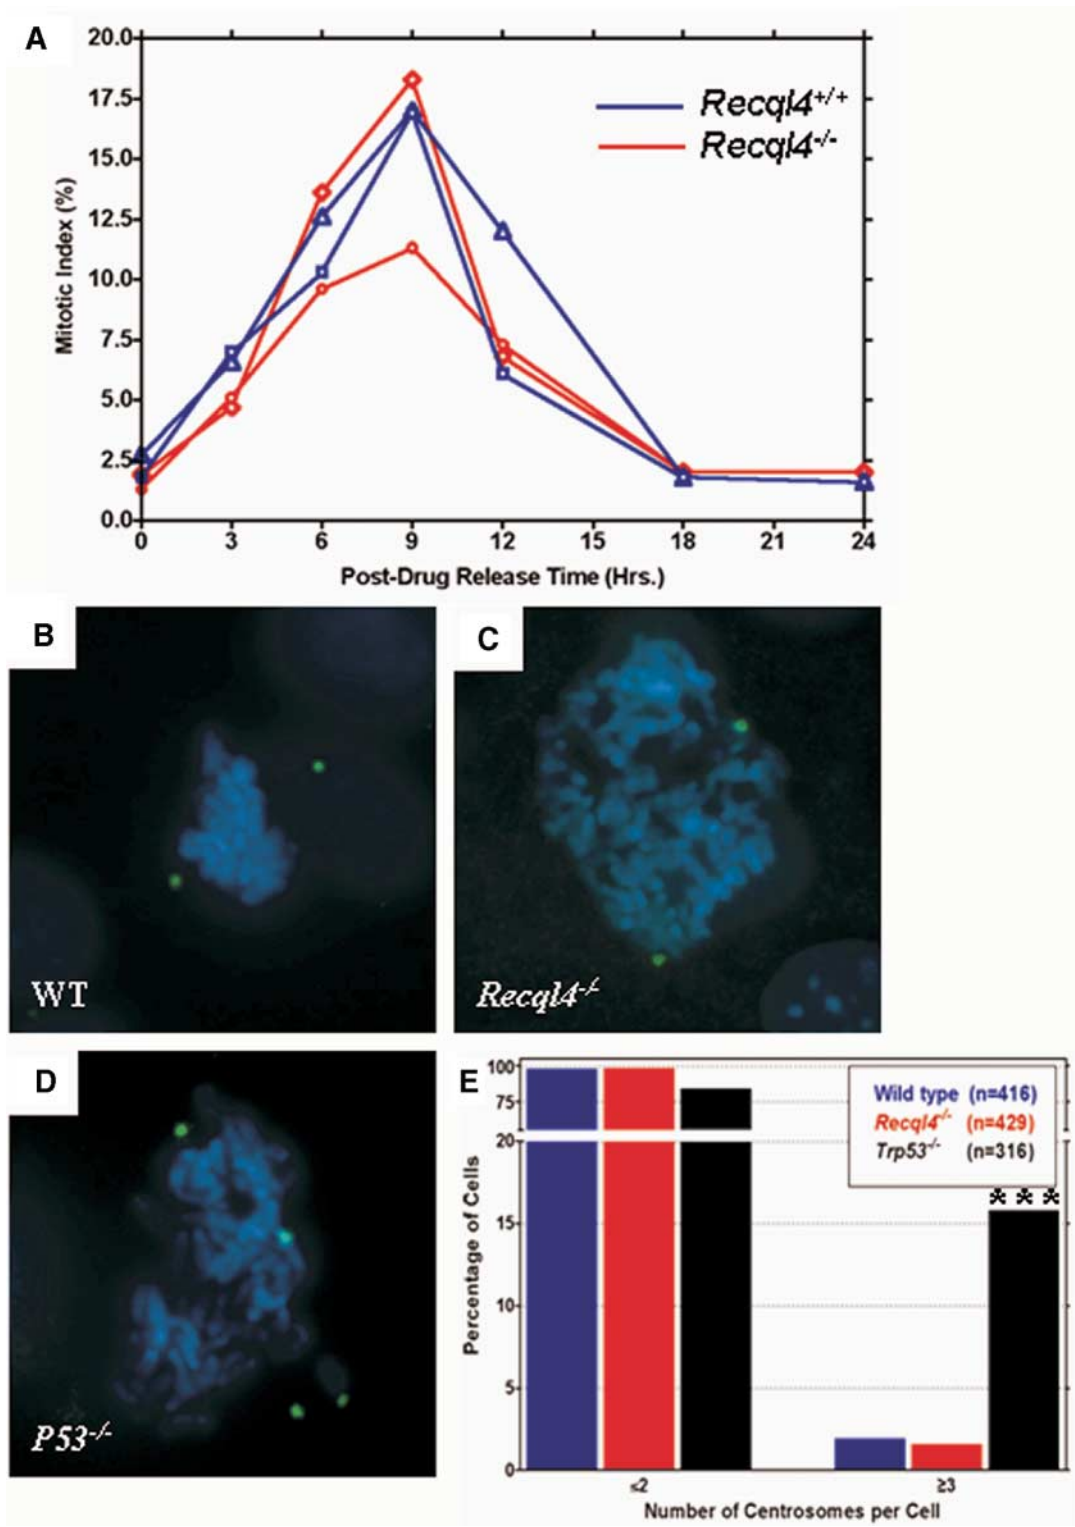 A
20.0
17.5
15.0
12.5
10.0
7.5
5.0
2.5
0.0
Mitotic Index (%)
Recql4+/+
Recql4-/-
0 3 6 9 12 15 18 21 24
Post-Drug Release Time (Hrs.)
B
WT
C
Recql4-/-
D
P53-/-
E
100
75
20
15
10
5
0
Percentage of Cells
Wild type (n=416)
Recql4-/- (n=429)
Trp53-/- (n=316)
* * *
≤2 ≥3
Number of Centrosomes per Cell